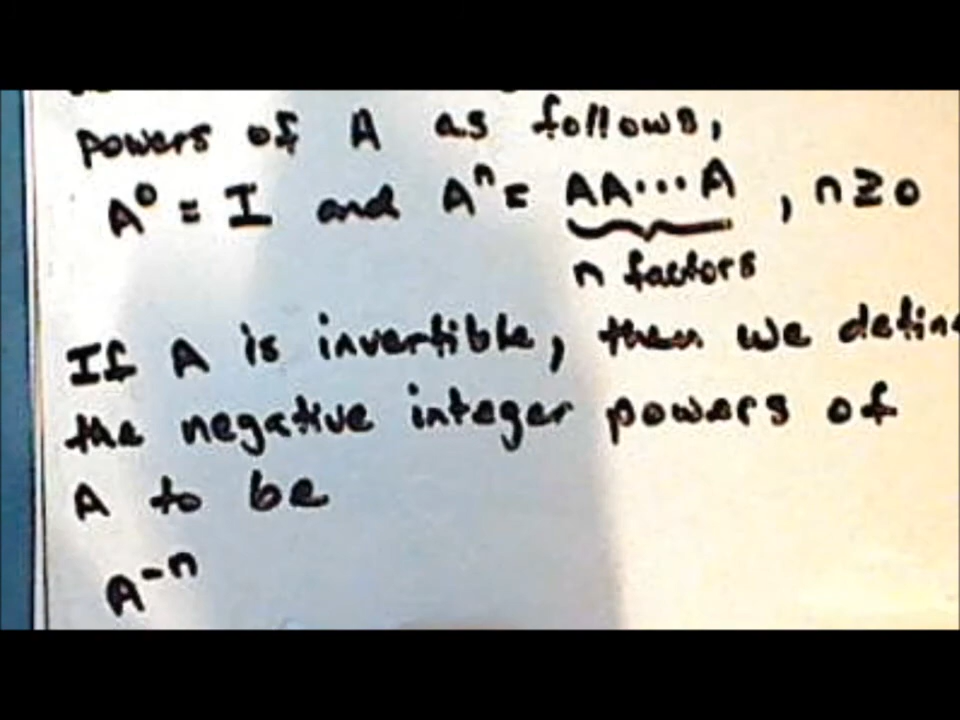 powers of A as follows,
A⁰ = I and Aⁿ = AA···A , n≥0
n factors
If A is invertible, then we define
the negative integer powers of
A to be
A⁻ⁿ